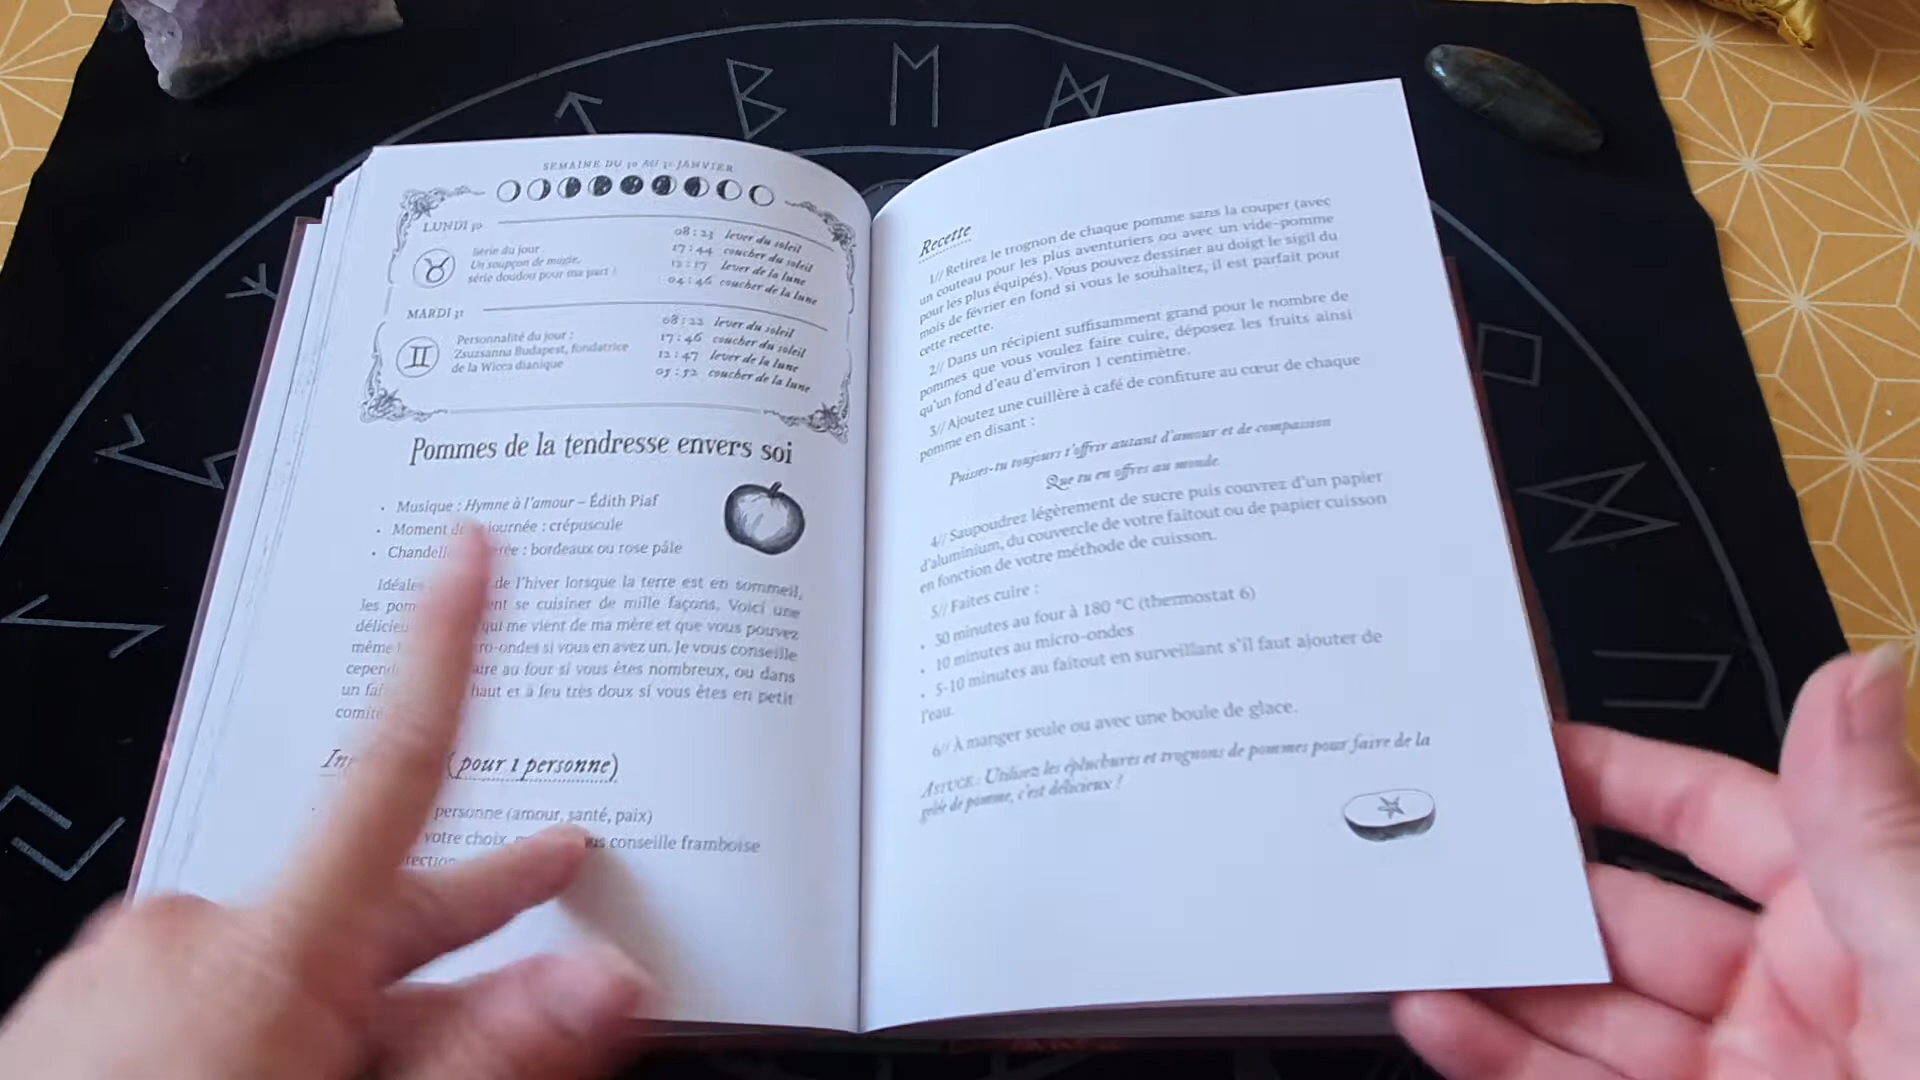 SEMAINE DU 30 AU 31 JANVIER
LUNDI 30
Série du jour
Un soupçon de magie,
série doudou pour ma part !
08 : 23 lever du soleil
17 : 44 coucher du soleil
12 : 17 lever de la lune
04 : 46 coucher de la lune
MARDI 31
Personnalité du jour :
Zsuzsanna Budapest, fondatrice
de la Wicca dianique
08 : 22 lever du soleil
17 : 46 coucher du soleil
12 : 47 lever de la lune
05 : 52 coucher de la lune
Pommes de la tendresse envers soi
• Musique : Hymne à l'amour – Édith Piaf
• Moment journée : crépuscule
• : bordeaux ou rose pâle
de l'hiver lorsque la terre est en sommeil,
les se cuisiner de mille façons. Voici une
qui me vient de ma mère et que vous pouvez
même si vous en avez un. Je vous conseille
au four si vous êtes nombreux, ou dans
un haut et à feu très doux si vous êtes en petit
(pour 1 personne)
personne (amour, santé, paix)
votre choix, conseille framboise
Recette
1// Retirez le trognon de chaque pomme sans la couper (avec
un couteau pour les plus aventuriers ou avec un vide-pomme
pour les plus équipés). Vous pouvez dessiner au doigt le sigil du
mois de février en fond si vous le souhaitez, il est parfait pour
cette recette.
2// Dans un récipient suffisamment grand pour le nombre de
pommes que vous voulez faire cuire, déposez les fruits ainsi
qu'un fond d'eau d'environ 1 centimètre.
3// Ajoutez une cuillère à café de confiture au cœur de chaque
pomme en disant :
Puisses-tu toujours t'offrir autant d'amour et de compassion
Que tu en offres au monde.
4// Saupoudrez légèrement de sucre puis couvrez d'un papier
d'aluminium, du couvercle de votre faitout ou de papier cuisson
en fonction de votre méthode de cuisson.
5// Faites cuire :
• 30 minutes au four à 180 °C (thermostat 6)
• 10 minutes au micro-ondes
• 5-10 minutes au faitout en surveillant s'il faut ajouter de
l'eau.
6// À manger seule ou avec une boule de glace.
ASTUCE : Utilisez les épluchures et trognons de pommes pour faire de la
gelée de pomme, c'est délicieux !